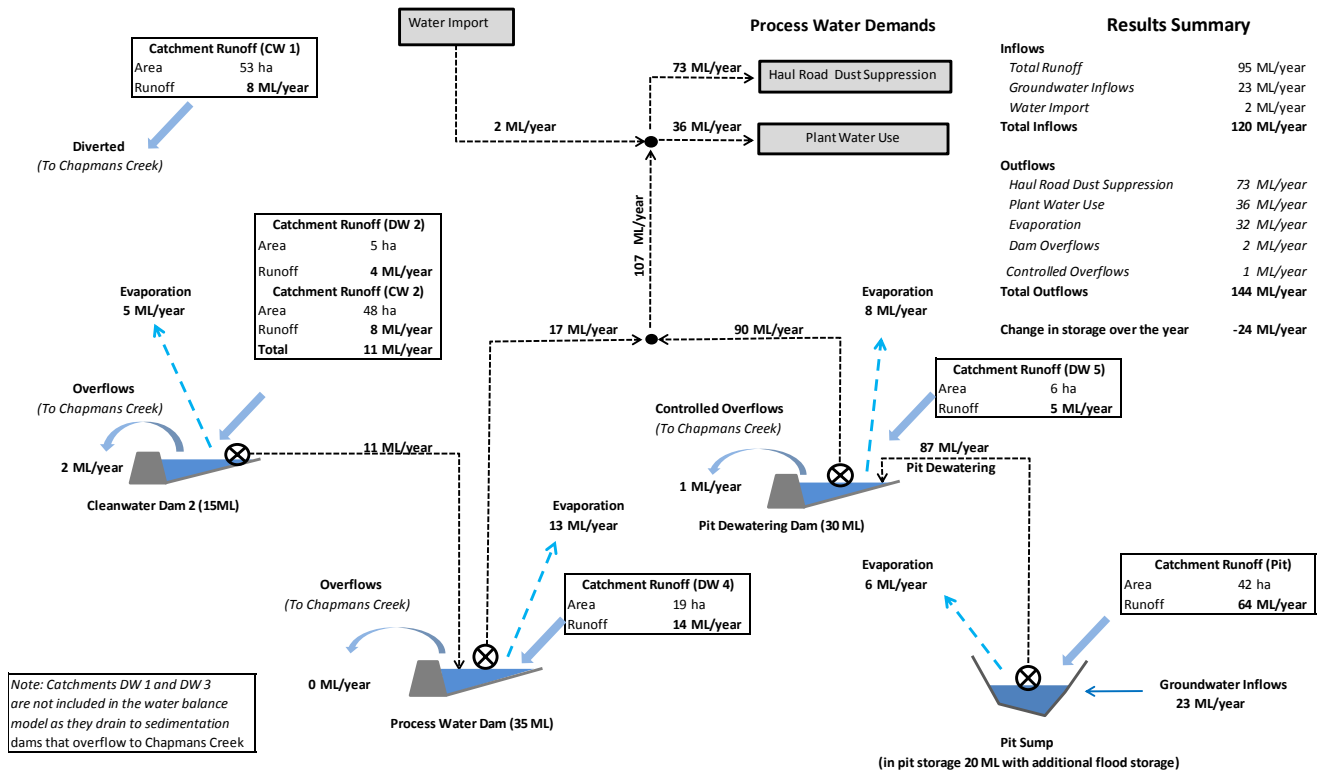 Water Import
Process Water Demands
Results Summary
Catchment Runoff (CW 1)
Area 53 ha
Runoff 8 ML/year
Diverted
(To Chapmans Creek)
2 ML/year
73 ML/year
Haul Road Dust Suppression
36 ML/year
Plant Water Use
107 ML/year
Inflows
Total Runoff 95 ML/year
Groundwater Inflows 23 ML/year
Water Import 2 ML/year
Total Inflows 120 ML/year
Outflows
Haul Road Dust Suppression 73 ML/year
Plant Water Use 36 ML/year
Evaporation 32 ML/year
Dam Overflows 2 ML/year
Controlled Overflows 1 ML/year
Total Outflows 144 ML/year
Change in storage over the year -24 ML/year
Catchment Runoff (DW 2)
Area 5 ha
Runoff 4 ML/year
Catchment Runoff (CW 2)
Area 48 ha
Runoff 8 ML/year
Total 11 ML/year
Evaporation
5 ML/year
Overflows
(To Chapmans Creek)
2 ML/year
Cleanwater Dam 2 (15ML)
11 ML/year
17 ML/year
90 ML/year
Evaporation
8 ML/year
Catchment Runoff (DW 5)
Area 6 ha
Runoff 5 ML/year
Controlled Overflows
(To Chapmans Creek)
1 ML/year
87 ML/year
Pit Dewatering
Pit Dewatering Dam (30 ML)
Evaporation
13 ML/year
Overflows
(To Chapmans Creek)
0 ML/year
Catchment Runoff (DW 4)
Area 19 ha
Runoff 14 ML/year
Process Water Dam (35 ML)
Evaporation
6 ML/year
Catchment Runoff (Pit)
Area 42 ha
Runoff 64 ML/year
Groundwater Inflows
23 ML/year
Pit Sump
(in pit storage 20 ML with additional flood storage)
Note: Catchments DW 1 and DW 3
are not included in the water balance
model as they drain to sedimentation
dams that overflow to Chapmans Creek